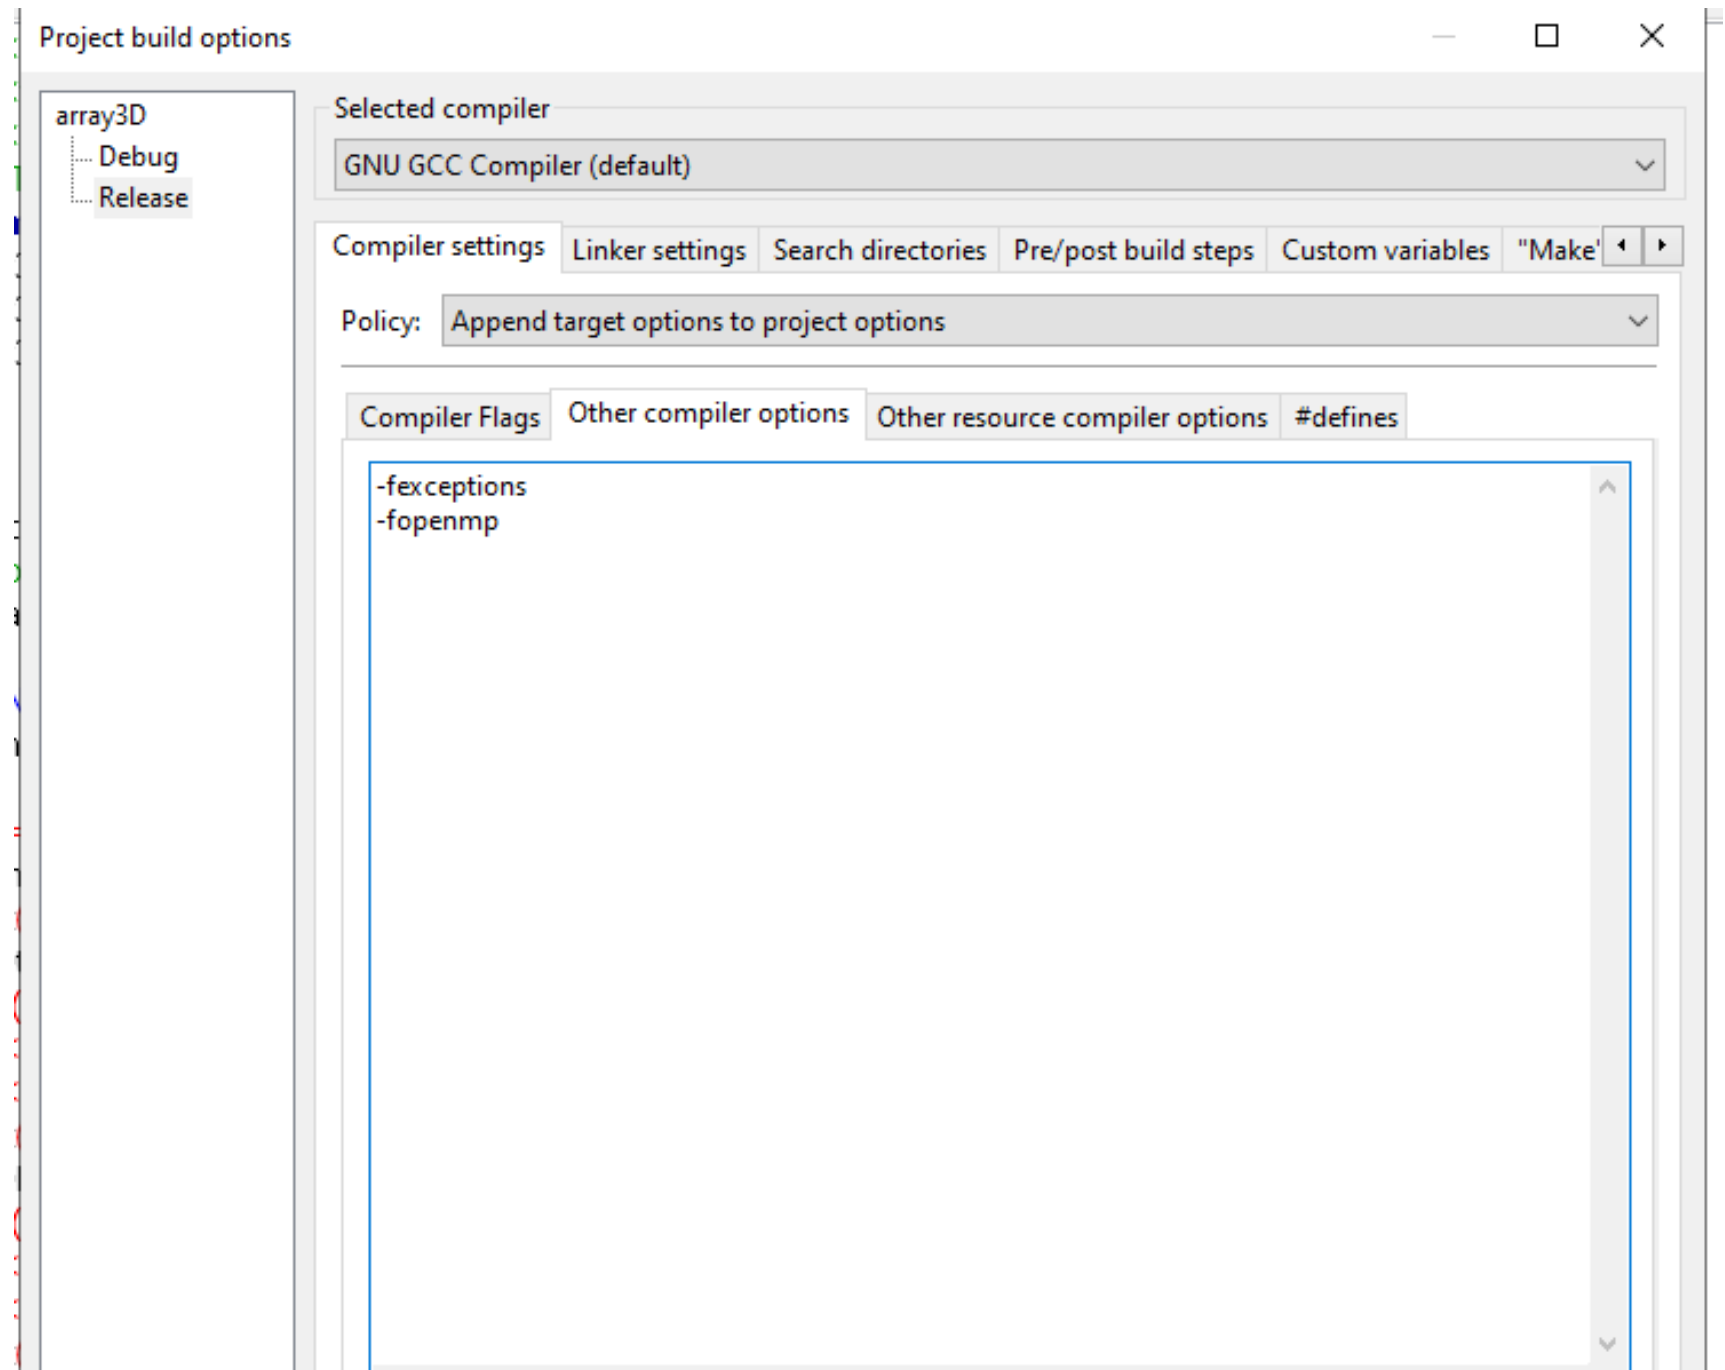 Project build options
array3D
Debug
Release
Selected compiler
GNU GCC Compiler (default)
Compiler settings
Linker settings
Search directories
Pre/post build steps
Custom variables
"Make"
Policy:
Append target options to project options
Compiler Flags
Other compiler options
Other resource compiler options
#defines
-fexceptions
-fopenmp